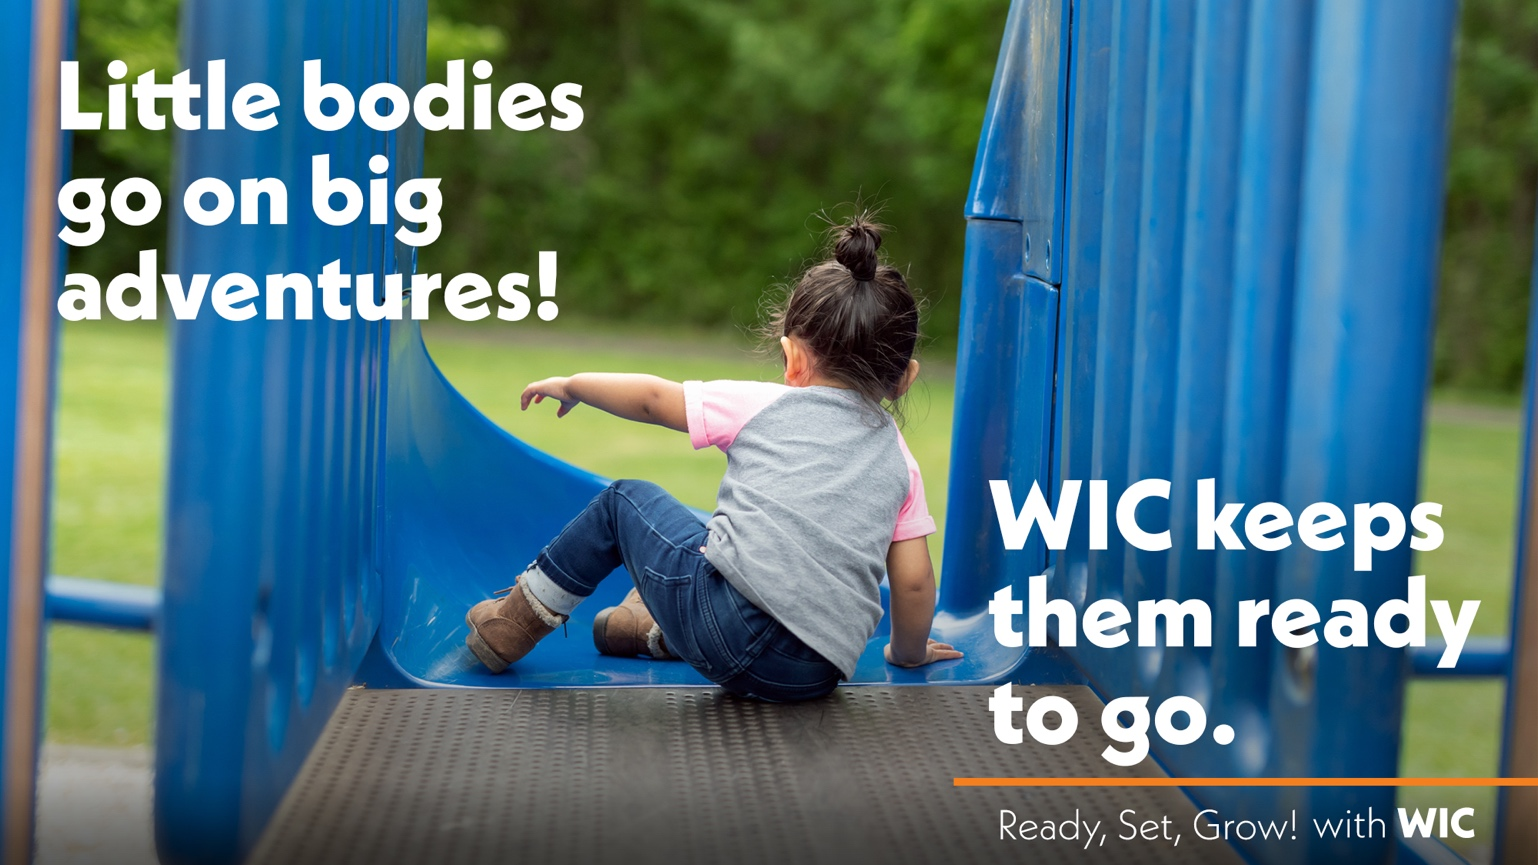 Little bodies
go on big
adventures!
WIC keeps
them ready
to go.
Ready, Set, Grow! with WIC